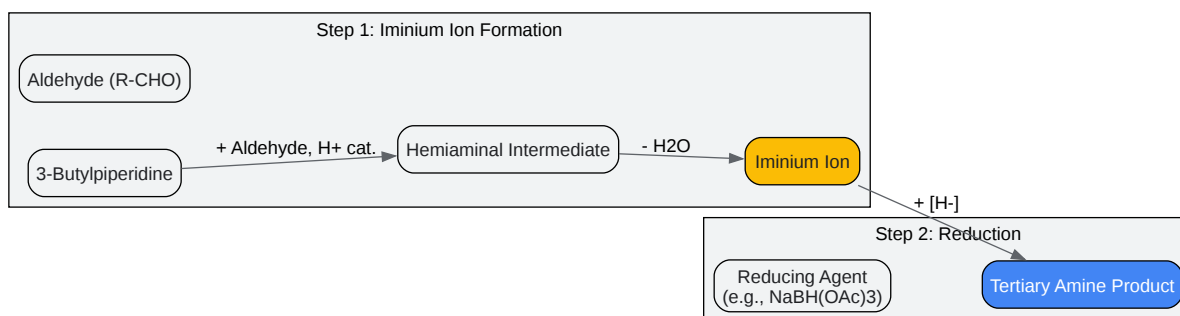 Step 1: Iminium Ion Formation
Aldehyde (R-CHO)
3-Butylpiperidine
+ Aldehyde, H+ cat.
Hemiaminal Intermediate
- H2O
Iminium Ion
+ [H-]
Step 2: Reduction
Reducing Agent
(e.g., NaBH(OAc)3)
Tertiary Amine Product